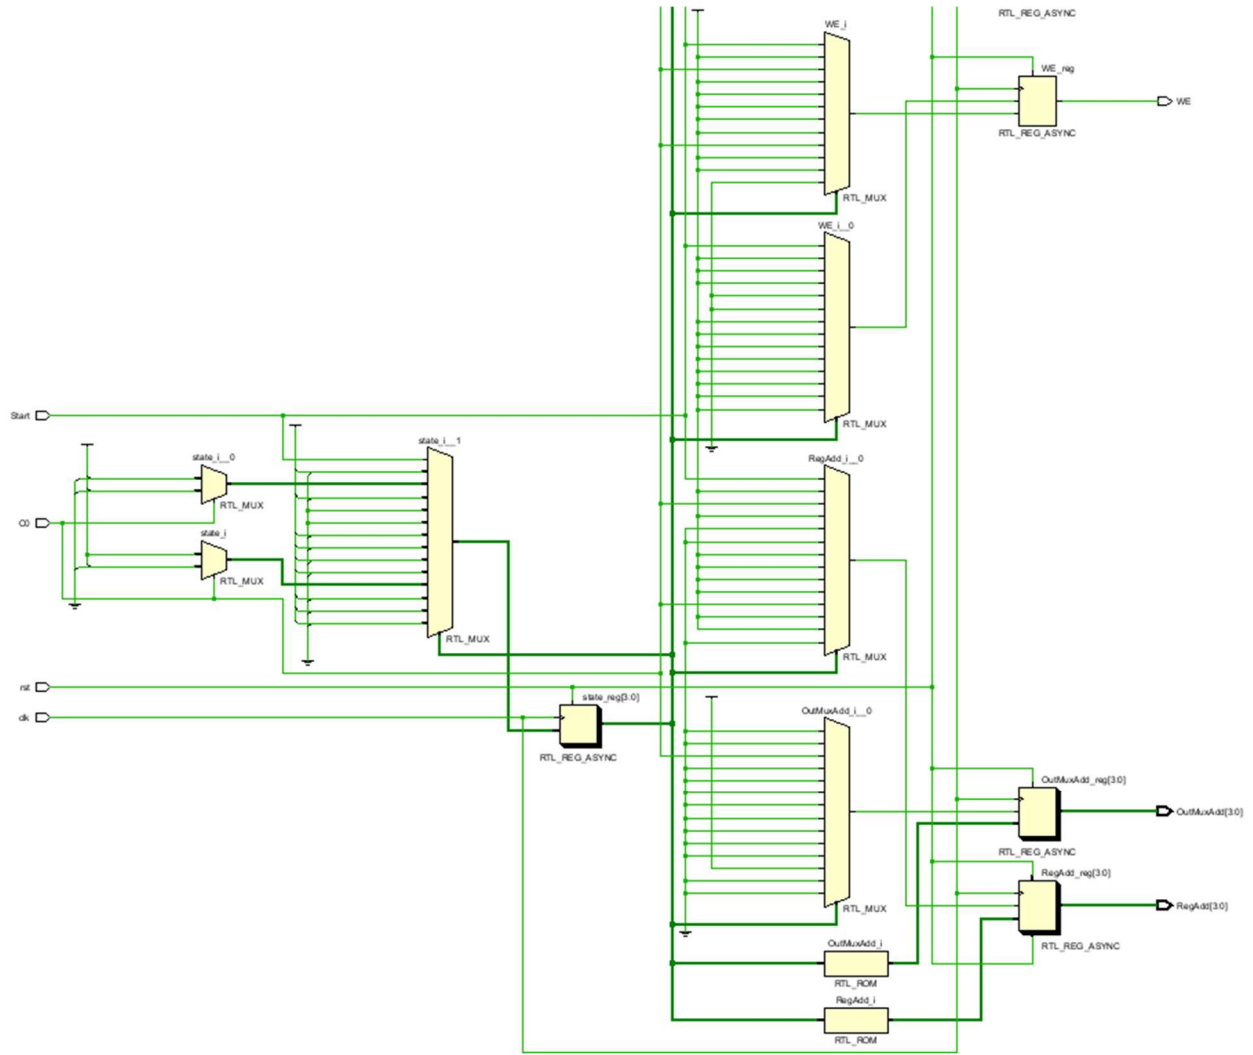 RTL_REG_ASYNC
WE_i
WE_reg
WE
RTL_REG_ASYNC
RTL_MUX
WE_i__0
Start
RTL_MUX
state_i__1
state_i__0
RegAdd_i__0
RTL_MUX
C0
state_i
RTL_MUX
RTL_MUX
RTL_MUX
rst
state_reg[3:0]
clk
OutMuxAdd_i__0
RTL_REG_ASYNC
OutMuxAdd_reg[3:0]
OutMuxAdd[3:0]
RTL_REG_ASYNC
RegAdd_reg[3:0]
RTL_MUX
RegAdd[3:0]
OutMuxAdd_i
RTL_REG_ASYNC
RTL_ROM
RegAdd_i
RTL_ROM